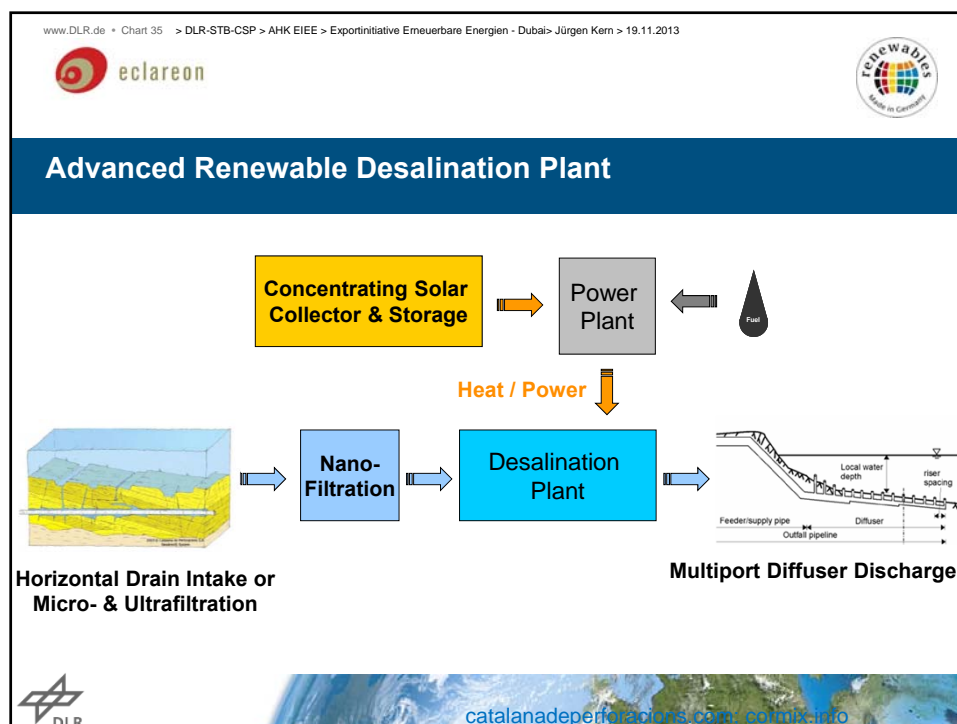 www.DLR.de • Chart 35 > DLR-STB-CSP > AHK EIEE > Exportinitiative Erneuerbare Energien - Dubai> Jürgen Kern > 19.11.2013
eclareon
renewables
Made in Germany
Advanced Renewable Desalination Plant
Concentrating Solar
Collector & Storage
Power
Plant
Fuel
Heat / Power
Nano-
Filtration
Desalination
Plant
Local water
depth
riser
spacing
Feeder/supply pipe
Diffuser
Outfall pipeline
Horizontal Drain Intake or
Micro- & Ultrafiltration
Multiport Diffuser Discharge
DLR
catalanadeperforacions.com; cormix.info